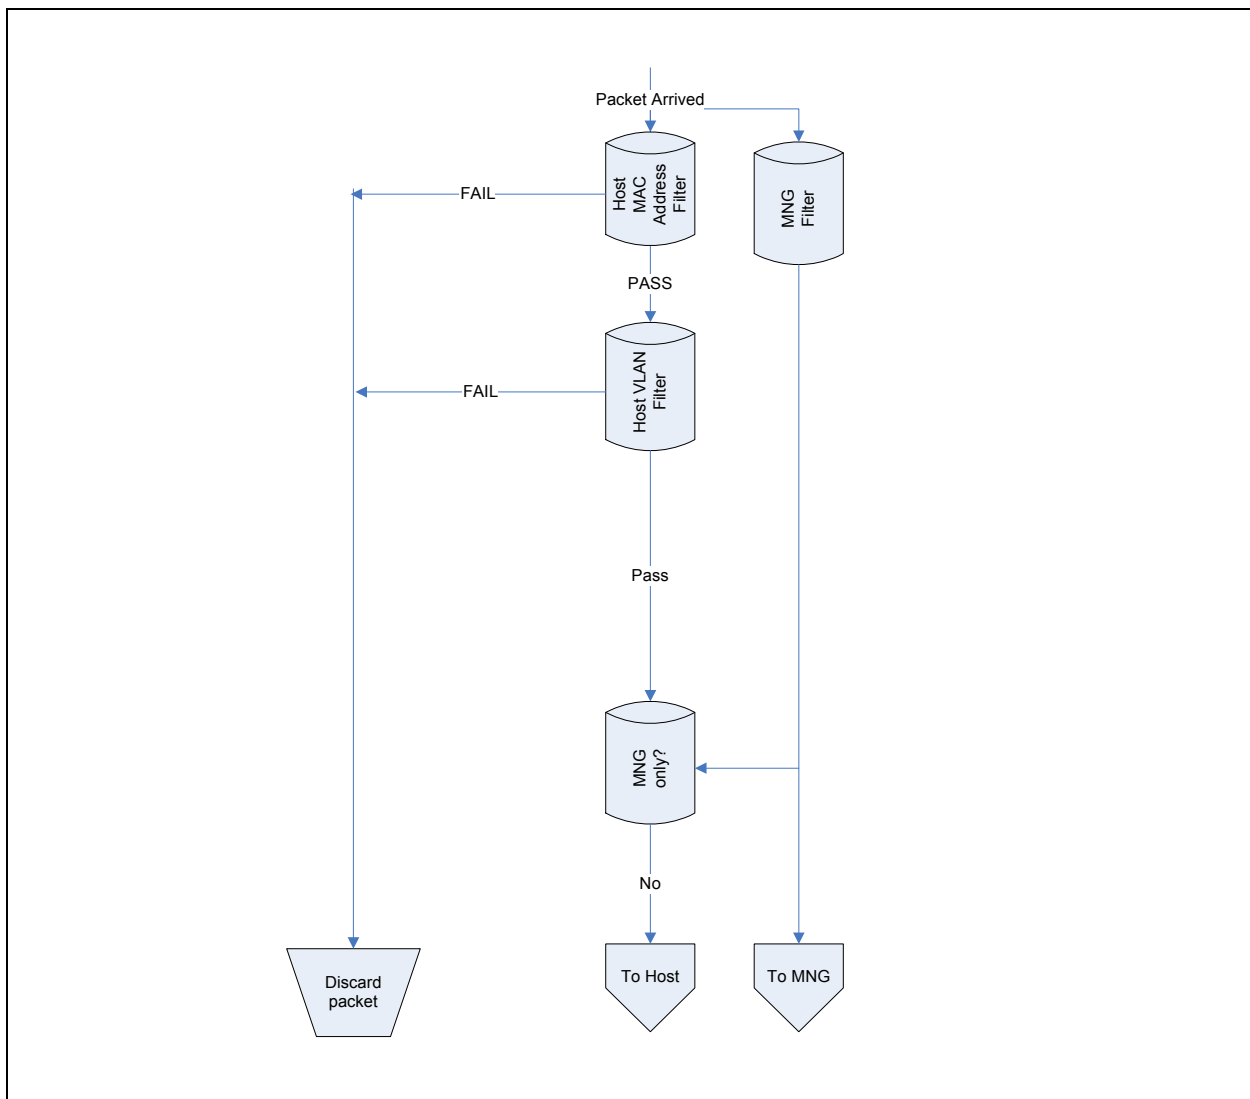 Packet Arrived
Host
MAC
Address
Filter
MNG
Filter
FAIL
PASS
Host VLAN
Filter
FAIL
Pass
MNG
only?
No
Discard
packet
To Host
To MNG